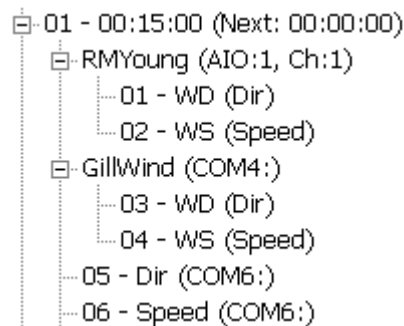 01 - 00:15:00 (Next: 00:00:00)
RMYoung (AIO:1, Ch:1)
01 - WD (Dir)
02 - WS (Speed)
GillWind (COM4:)
03 - WD (Dir)
04 - WS (Speed)
05 - Dir (COM6:)
06 - Speed (COM6:)